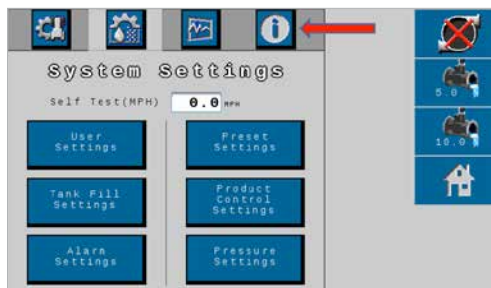 System Settings
Self Test(MPH) 0.0 MPH
User
Settings
Preset
Settings
Tank Fill
Settings
Product
Control
Settings
Alarm
Settings
Pressure
Settings
5.0
10.0